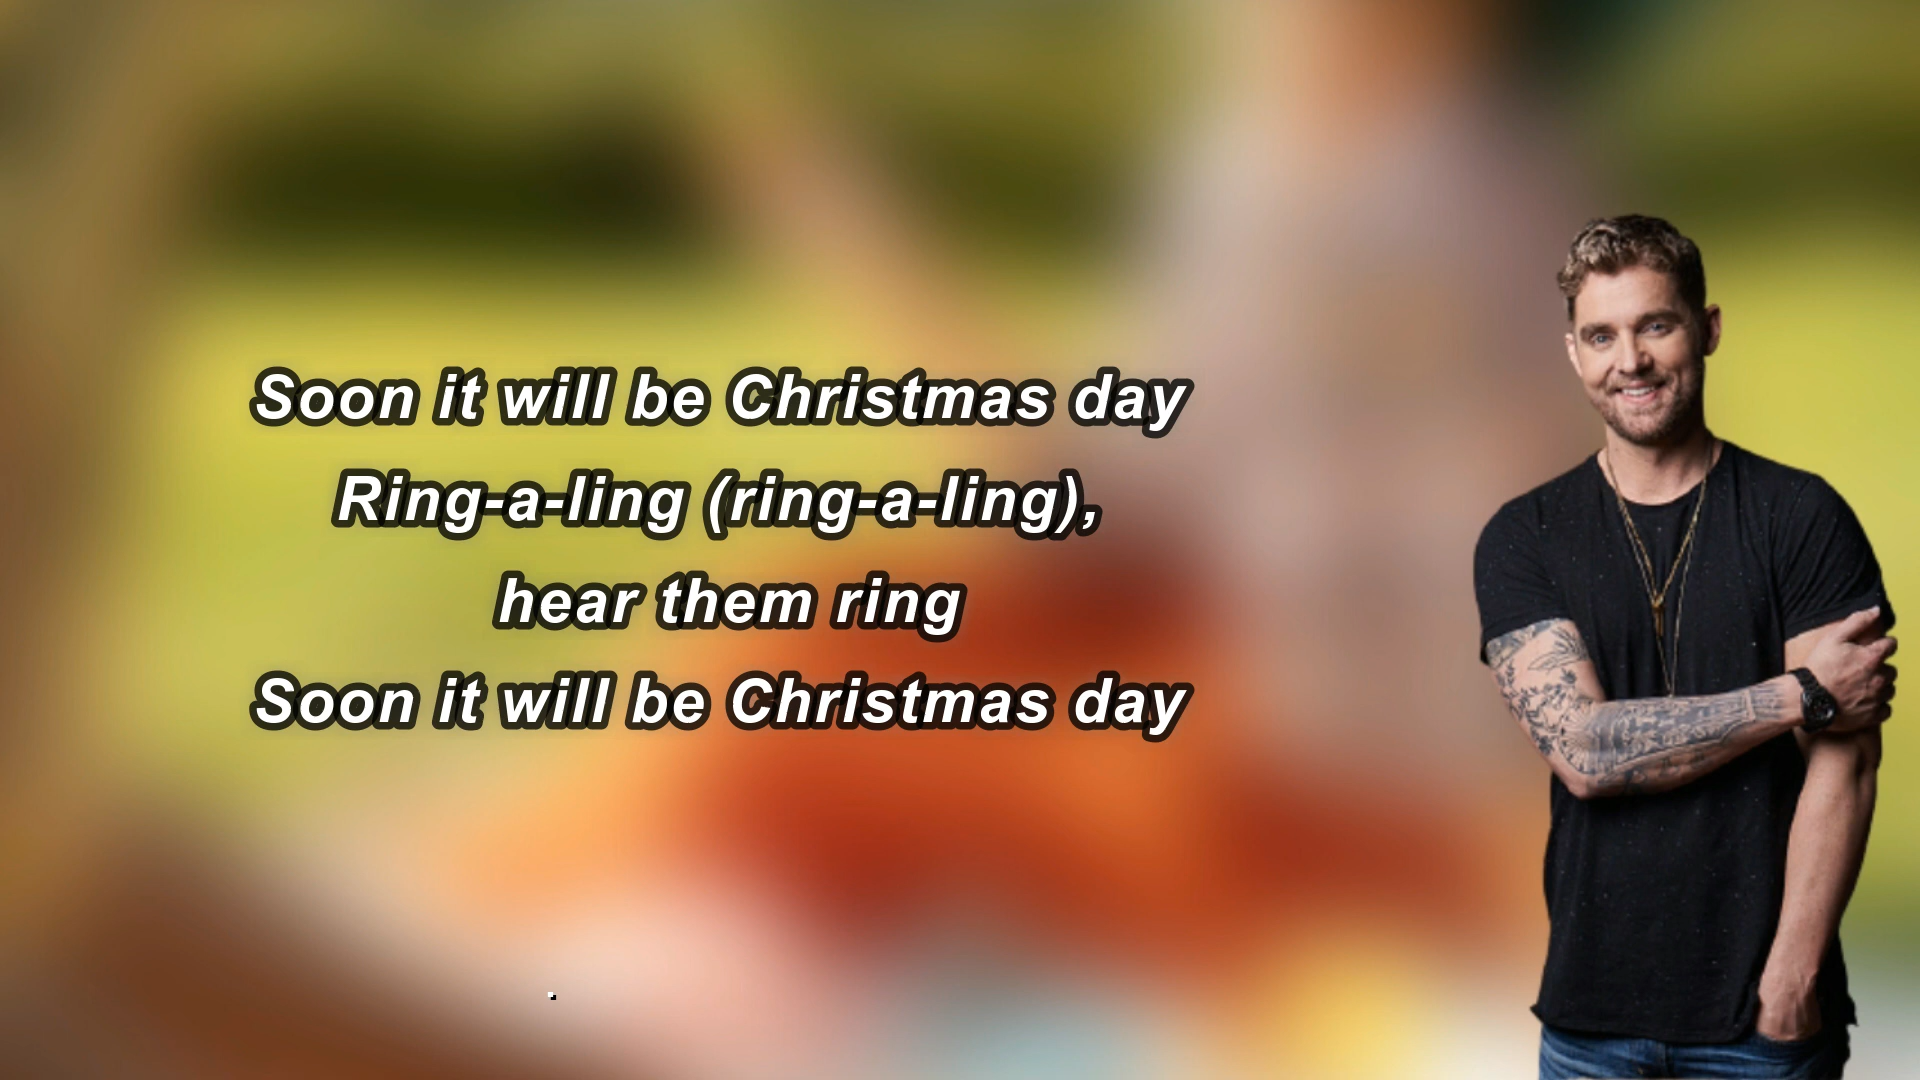 Soon it will be Christmas day
Ring-a-ling (ring-a-ling),
hear them ring
Soon it will be Christmas day